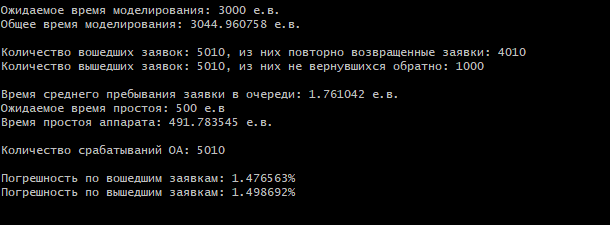 Ожидаемое время моделирования: 3000 е.в.
Общее время моделирования: 3044.960758 е.в.
Количество вошедших заявок: 5010, из них повторно возвращенные заявки: 4010
Количество вышедших заявок: 5010, из них не вернувшихся обратно: 1000
Время среднего пребывания заявки в очереди: 1.761042 е.в.
Ожидаемое время простоя: 500 е.в
Время простоя аппарата: 491.783545 е.в.
Количество срабатываний ОА: 5010
Погрешность по вошедшим заявкам: 1.476563%
Погрешность по вышедшим заявкам: 1.498692%